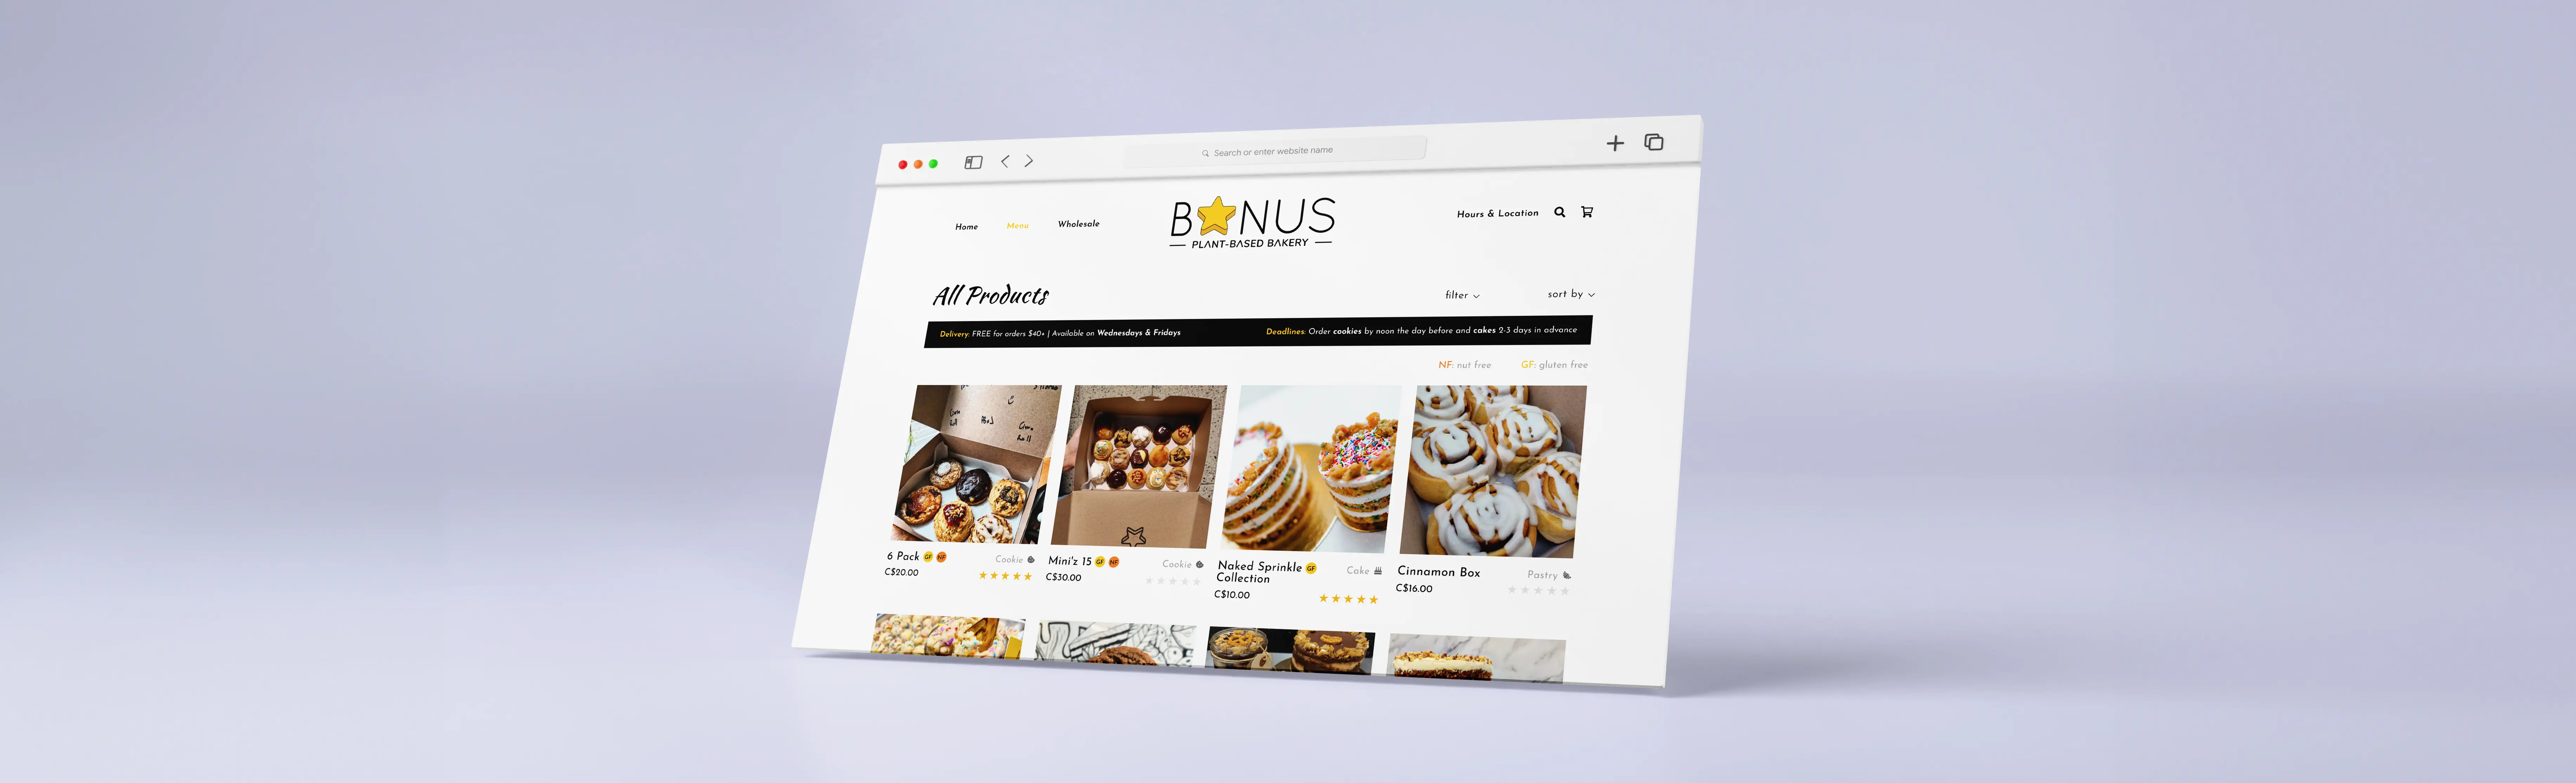 Search or enter website name
Home Menu Wholesale
BONUS
PLANT-BASED BAKERY
Hours & Location
All Products
filter
sort by
Delivery: FREE for orders $40+ | Available on Wednesdays & Fridays
Deadlines: Order cookies by noon the day before and cakes 2-3 days in advance
NF: nut free
GF: gluten free
6 Pack GF NF
Cookie
C$20.00
Mini'z 15 GF NF
Cookie
C$30.00
Naked Sprinkle GF
Collection
Cake
C$10.00
Cinnamon Box
Pastry
C$16.00